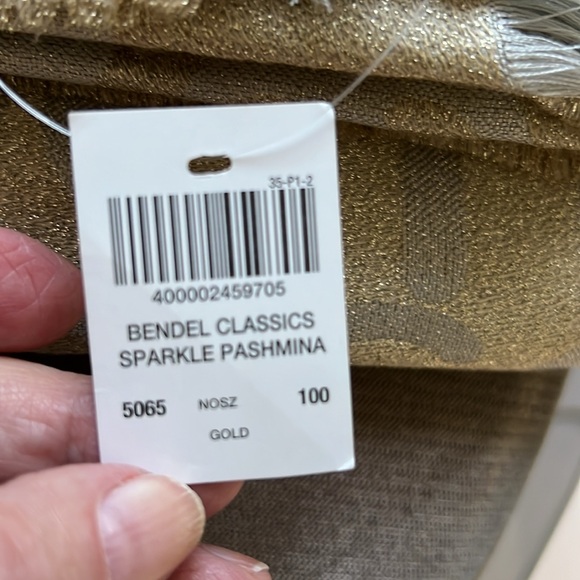 35-P1-2
400002459705
BENDEL CLASSICS
SPARKLE PASHMINA
5065 NOSZ 100
GOLD